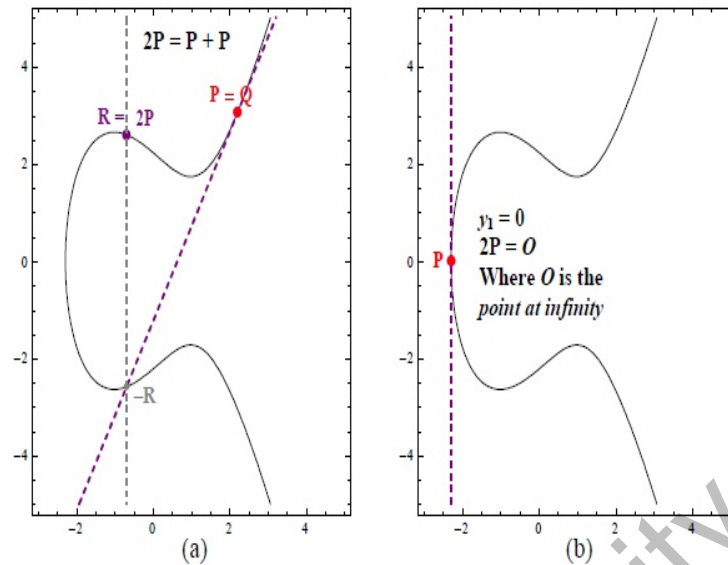 2P = P + P
P = Q
R = 2P
–R
4
2
0
–2
–4
–2
0
2
4
(a)
4
2
0
–2
–4
y₁ = 0
2P = O
Where O is the
point at infinity
P
–2
0
2
4
(b)